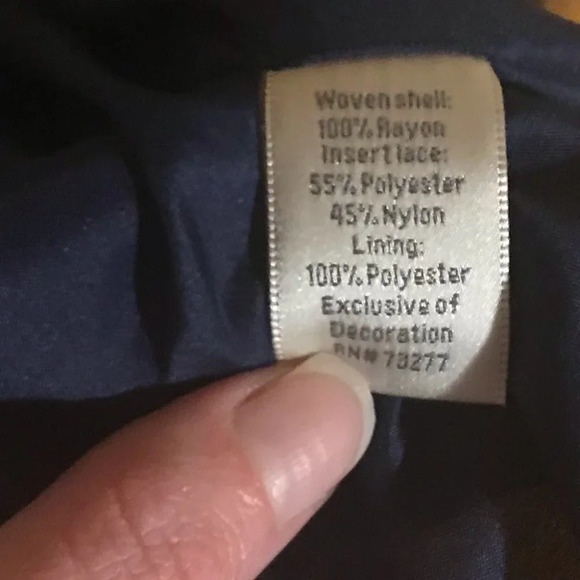 Woven shell:
100% Rayon
Insert lace:
55% Polyester
45% Nylon
Lining:
100% Polyester
Exclusive of
Decoration
RN# 73277